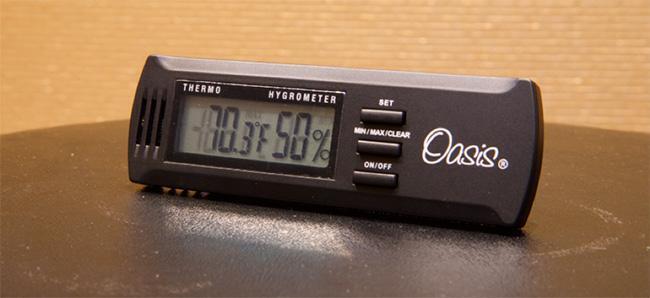 THERMO HYGROMETER
70.3°F 50%
SET
MIN/MAX/CLEAR
ON/OFF
Oasis®